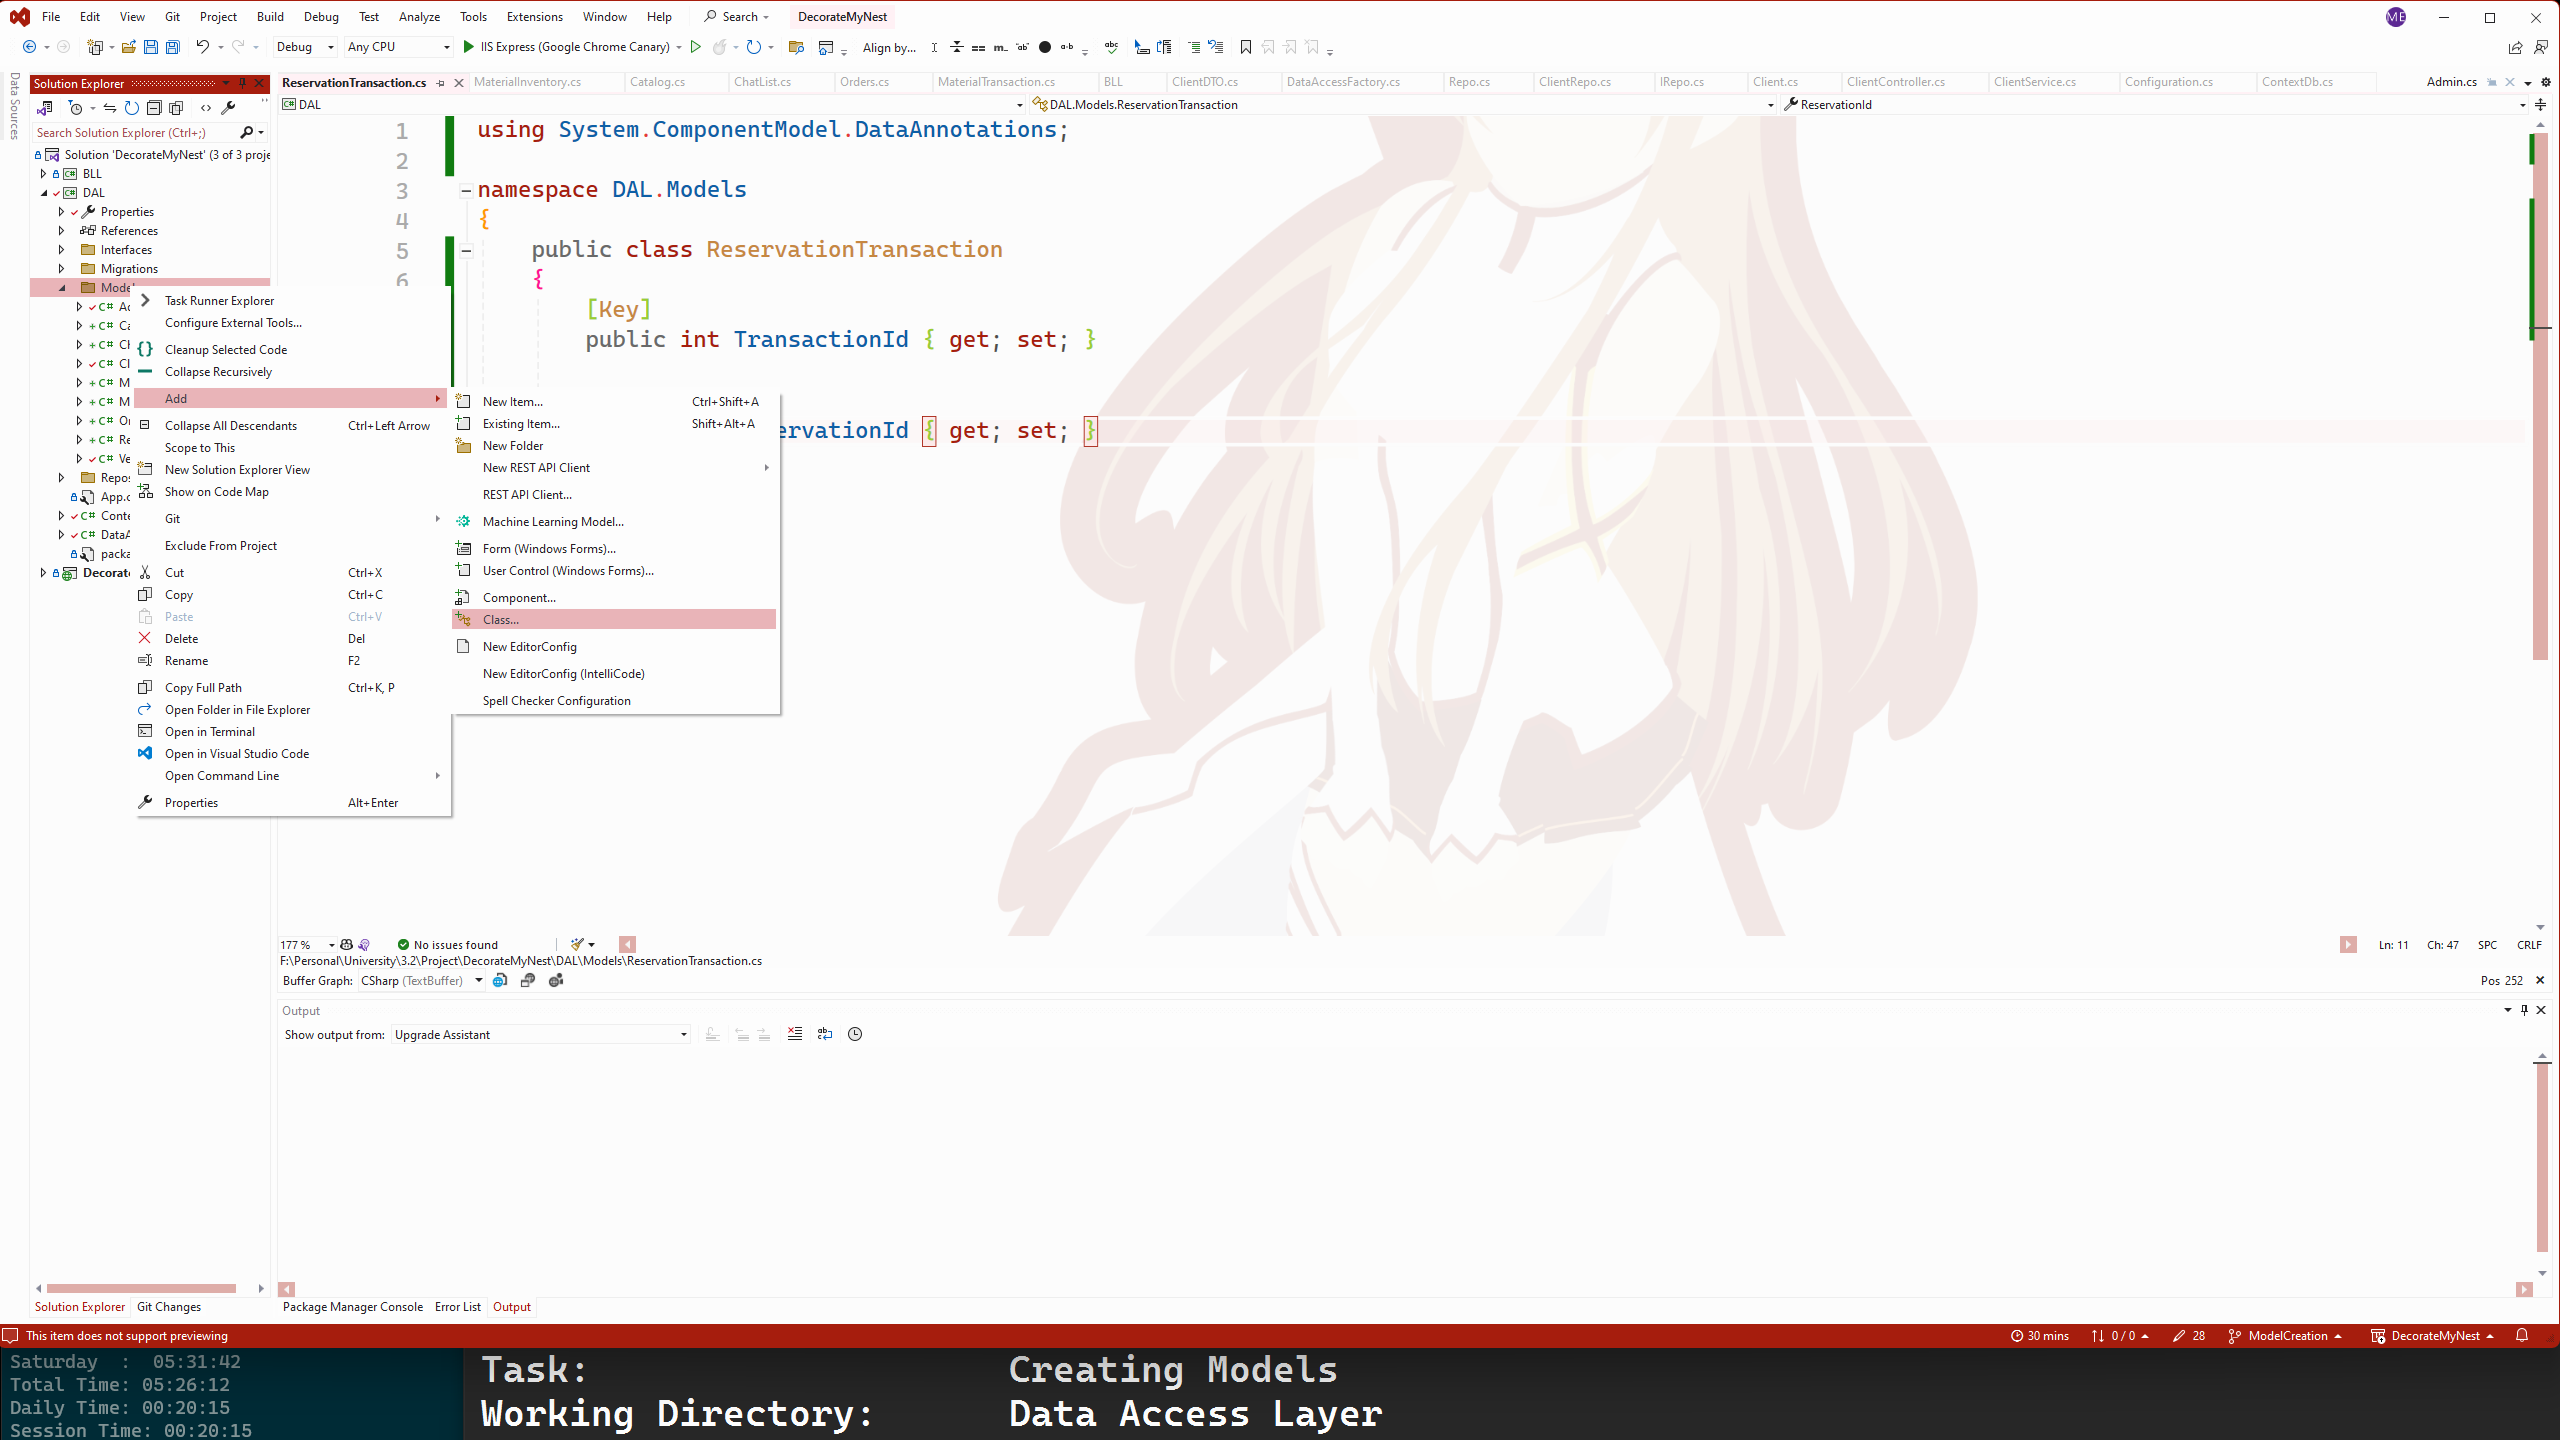 File Edit View Git Project Build Debug Test Analyze Tools Extensions Window Help Search DecorateMyNest ME
Debug Any CPU IIS Express (Google Chrome Canary) Align by...
Data Sources
Solution Explorer
Search Solution Explorer (Ctrl+;)
Solution 'DecorateMyNest' (3 of 3 proje
BLL
DAL
Properties
References
Interfaces
Migrations
Model
Ac
Ca
Cl
M
M
Or
Re
Ve
Repos
App.c
Conte
DataA
packa
Decorat
Task Runner Explorer
Configure External Tools...
Cleanup Selected Code
Collapse Recursively
Add
Collapse All Descendants Ctrl+Left Arrow
Scope to This
New Solution Explorer View
Show on Code Map
Git
Exclude From Project
Cut Ctrl+X
Copy Ctrl+C
Paste Ctrl+V
Delete Del
Rename F2
Copy Full Path Ctrl+K, P
Open Folder in File Explorer
Open in Terminal
Open in Visual Studio Code
Open Command Line
Properties Alt+Enter
New Item... Ctrl+Shift+A
Existing Item... Shift+Alt+A
New Folder
New REST API Client
REST API Client...
Machine Learning Model...
Form (Windows Forms)...
User Control (Windows Forms)...
Component...
Class...
New EditorConfig
New EditorConfig (IntelliCode)
Spell Checker Configuration
ReservationTransaction.cs MaterialInventory.cs Catalog.cs ChatList.cs Orders.cs MaterialTransaction.cs BLL ClientDTO.cs DataAccessFactory.cs Repo.cs ClientRepo.cs IRepo.cs Client.cs ClientController.cs ClientService.cs Configuration.cs ContextDb.cs Admin.cs
DAL DAL.Models.ReservationTransaction ReservationId
1 using System.ComponentModel.DataAnnotations;
2
3 namespace DAL.Models
4 {
5 public class ReservationTransaction
6 {
[Key]
public int TransactionId { get; set; }
ervationId { get; set; }
177 % No issues found Ln: 11 Ch: 47 SPC CRLF
F:\Personal\University\3.2\Project\DecorateMyNest\DAL\Models\ReservationTransaction.cs
Buffer Graph: CSharp (TextBuffer) Pos 252
Output
Show output from: Upgrade Assistant
Solution Explorer Git Changes Package Manager Console Error List Output
This item does not support previewing 30 mins 0 / 0 28 ModelCreation DecorateMyNest
Saturday : 05:31:42
Total Time: 05:26:12
Daily Time: 00:20:15
Session Time: 00:20:15
Task: Creating Models
Working Directory: Data Access Layer